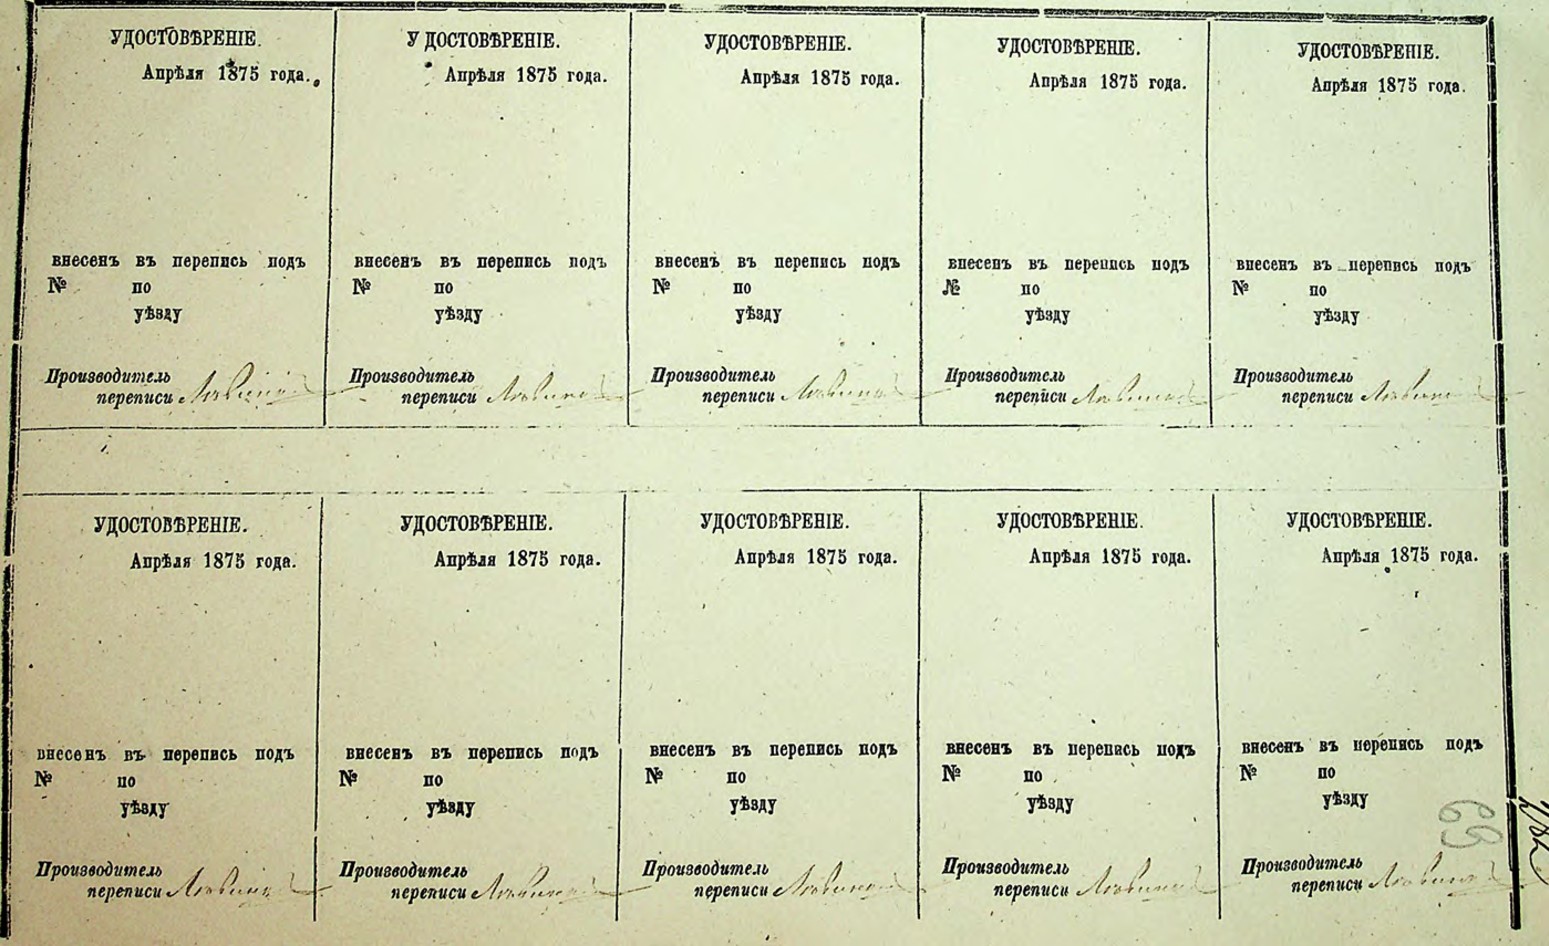 УДОСТОВѢРЕНІЕ.
Апрѣля 1875 года.
внесенъ въ перепись подъ
№ по
уѣзду
Производитель
переписи
УДОСТОВѢРЕНІЕ.
Апрѣля 1875 года.
внесенъ въ перепись подъ
№ по
уѣзду
Производитель
переписи
УДОСТОВѢРЕНІЕ.
Апрѣля 1875 года.
внесенъ въ перепись подъ
№ по
уѣзду
Производитель
переписи
УДОСТОВѢРЕНІЕ.
Апрѣля 1875 года.
внесенъ въ перепись подъ
№ по
уѣзду
Производитель
переписи
УДОСТОВѢРЕНІЕ.
Апрѣля 1875 года.
внесенъ въ перепись подъ
№ по
уѣзду
Производитель
переписи
УДОСТОВѢРЕНІЕ.
Апрѣля 1875 года.
внесенъ въ перепись подъ
№ по
уѣзду
Производитель
переписи
УДОСТОВѢРЕНІЕ.
Апрѣля 1875 года.
внесенъ въ перепись подъ
№ по
уѣзду
Производитель
переписи
УДОСТОВѢРЕНІЕ.
Апрѣля 1875 года.
внесенъ въ перепись подъ
№ по
уѣзду
Производитель
переписи
УДОСТОВѢРЕНІЕ.
Апрѣля 1875 года.
внесенъ въ перепись подъ
№ по
уѣзду
Производитель
переписи
УДОСТОВѢРЕНІЕ.
Апрѣля 1875 года.
внесенъ въ перепись подъ
№ по
уѣзду
Производитель
переписи
69